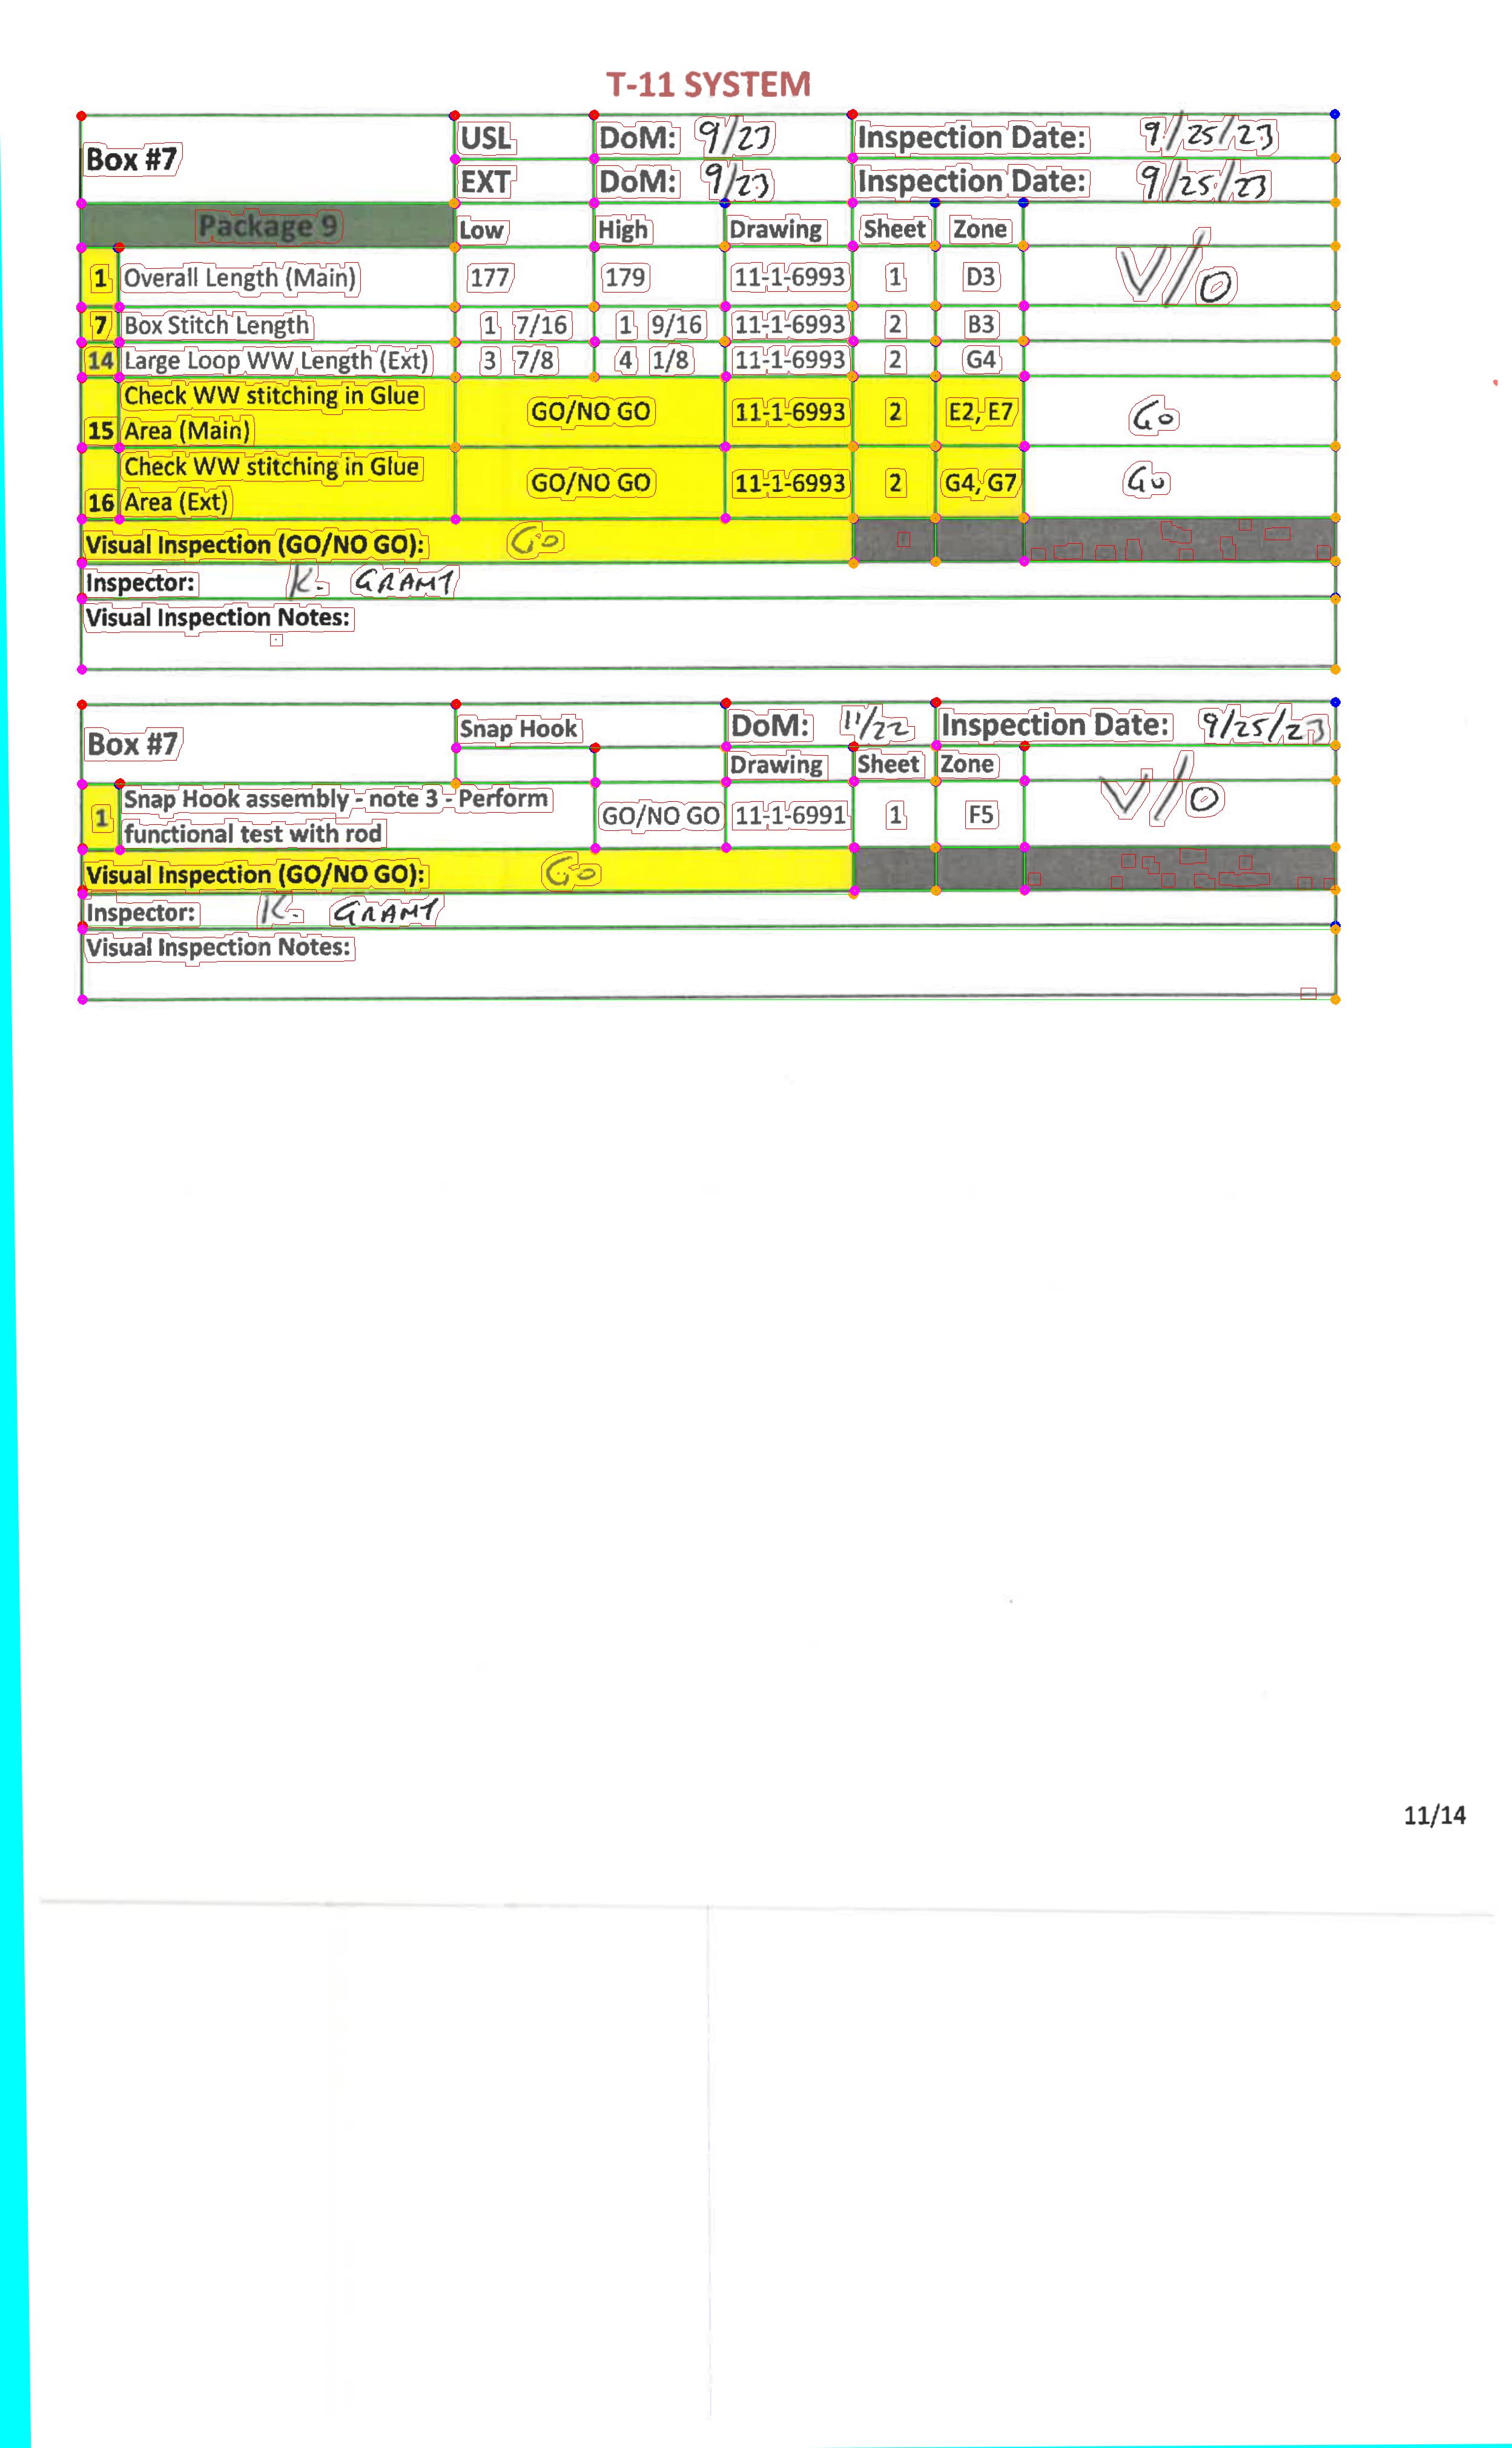 T-11 SYSTEM
Box #7 USL DoM: 9/23 Inspection Date: 9/25/23
EXT DoM: 9/23 Inspection Date: 9/25/23
Package 9 Low High Drawing Sheet Zone
1 Overall Length (Main) 177 179 11-1-6993 1 D3 V/O
7 Box Stitch Length 1 7/16 1 9/16 11-1-6993 2 B3
14 Large Loop WW Length (Ext) 3 7/8 4 1/8 11-1-6993 2 G4
Check WW stitching in Glue
15 Area (Main) GO/NO GO 11-1-6993 2 E2, E7 Go
Check WW stitching in Glue
16 Area (Ext) GO/NO GO 11-1-6993 2 G4, G7 Go
Visual Inspection (GO/NO GO): Go
Inspector: K. GRANT
Visual Inspection Notes:
Box #7 Snap Hook DoM: 11/22 Inspection Date: 9/25/23
Drawing Sheet Zone
1 Snap Hook assembly - note 3 - Perform
functional test with rod GO/NO GO 11-1-6991 1 F5 V/O
Visual Inspection (GO/NO GO): Go
Inspector: K. GRANT
Visual Inspection Notes:
11/14